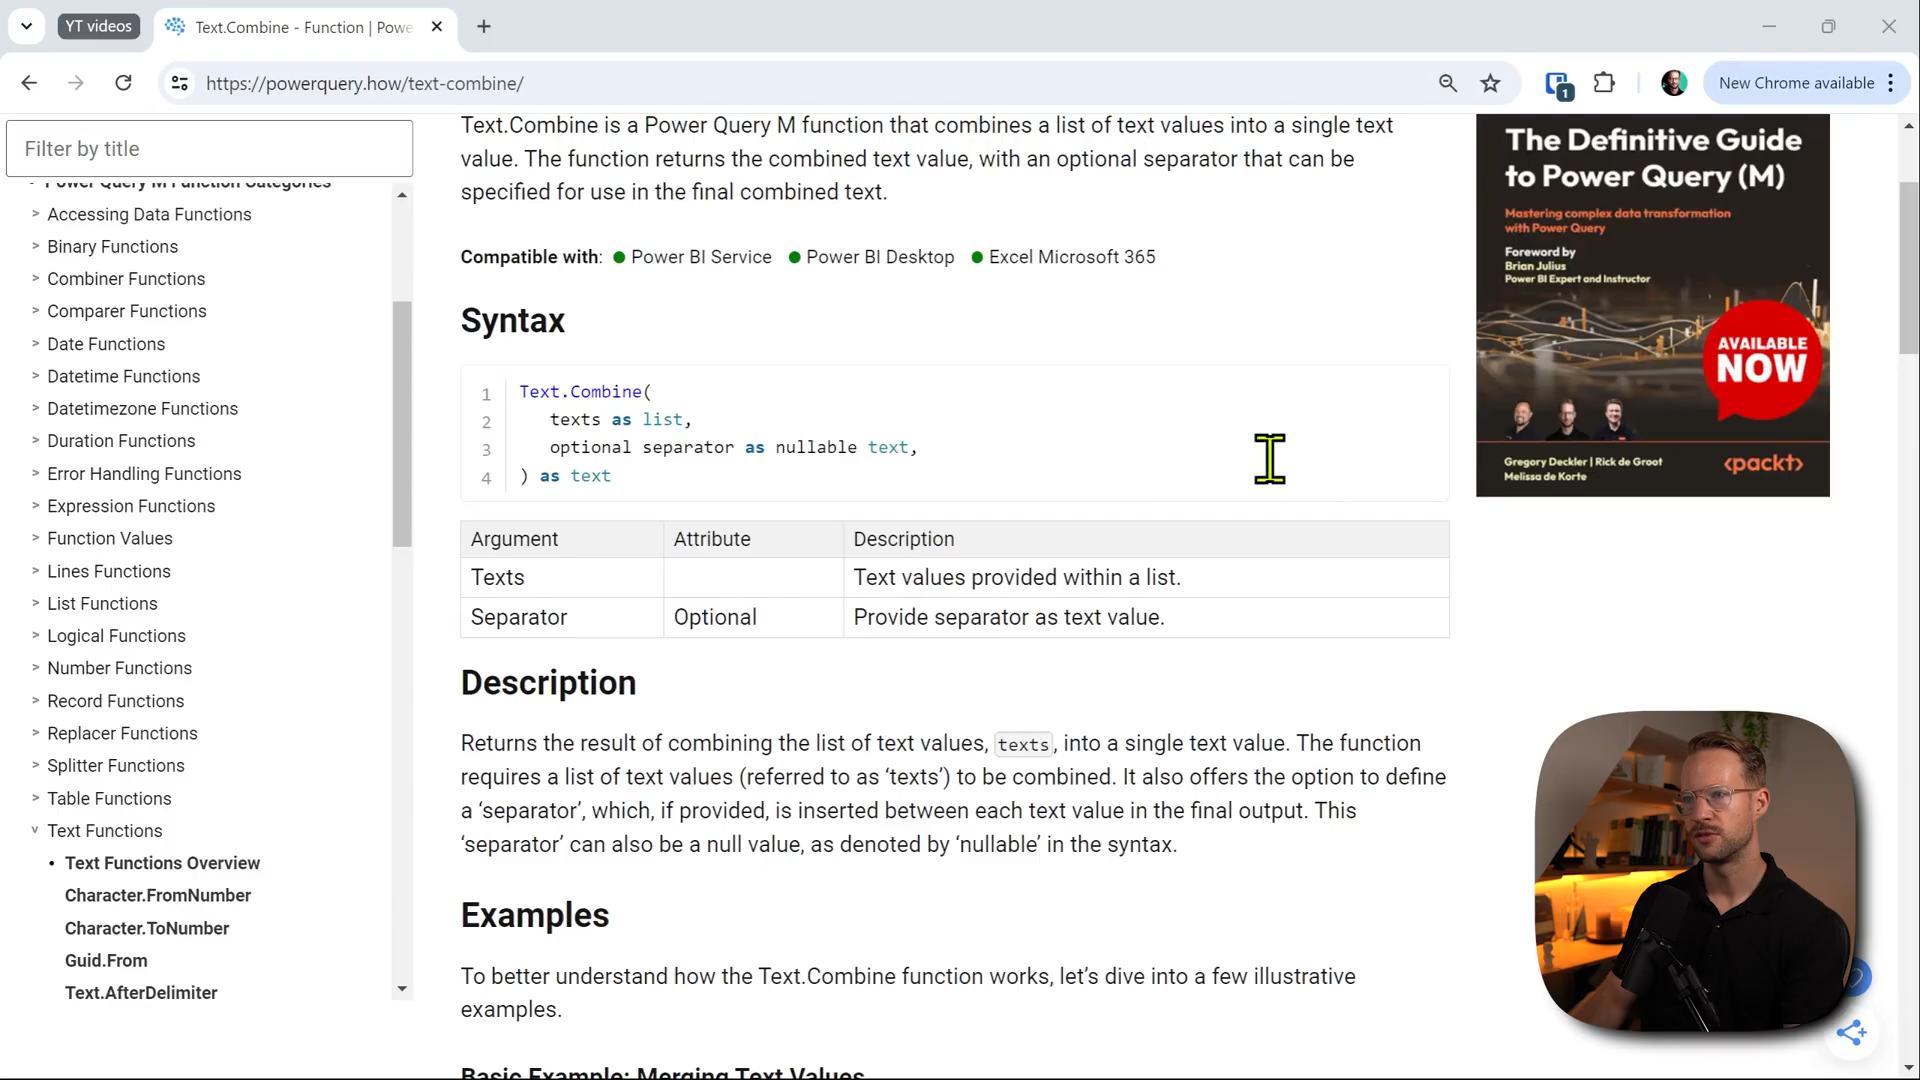 YT videos
Text.Combine - Function | Powe
https://powerquery.how/text-combine/
1
New Chrome available
Filter by title
Power Query M Function Categories
Accessing Data Functions
Binary Functions
Combiner Functions
Comparer Functions
Date Functions
Datetime Functions
Datetimezone Functions
Duration Functions
Error Handling Functions
Expression Functions
Function Values
Lines Functions
List Functions
Logical Functions
Number Functions
Record Functions
Replacer Functions
Splitter Functions
Table Functions
Text Functions
Text Functions Overview
Character.FromNumber
Character.ToNumber
Guid.From
Text.AfterDelimiter
Text.Combine is a Power Query M function that combines a list of text values into a single text
value. The function returns the combined text value, with an optional separator that can be
specified for use in the final combined text.
Compatible with: Power BI Service Power BI Desktop Excel Microsoft 365
Syntax
1 Text.Combine(
2 texts as list,
3 optional separator as nullable text,
4 ) as text
Argument Attribute Description
Texts Text values provided within a list.
Separator Optional Provide separator as text value.
Description
Returns the result of combining the list of text values, texts, into a single text value. The function
requires a list of text values (referred to as ‘texts’) to be combined. It also offers the option to define
a ‘separator’, which, if provided, is inserted between each text value in the final output. This
‘separator’ can also be a null value, as denoted by ‘nullable’ in the syntax.
Examples
To better understand how the Text.Combine function works, let’s dive into a few illustrative
examples.
Basic Example: Merging Text Values
The Definitive Guide
to Power Query (M)
Mastering complex data transformation
with Power Query
Foreword by
Brian Julius
Power BI Expert and Instructor
AVAILABLE
NOW
Gregory Deckler | Rick de Groot
Melissa de Korte
<packt>